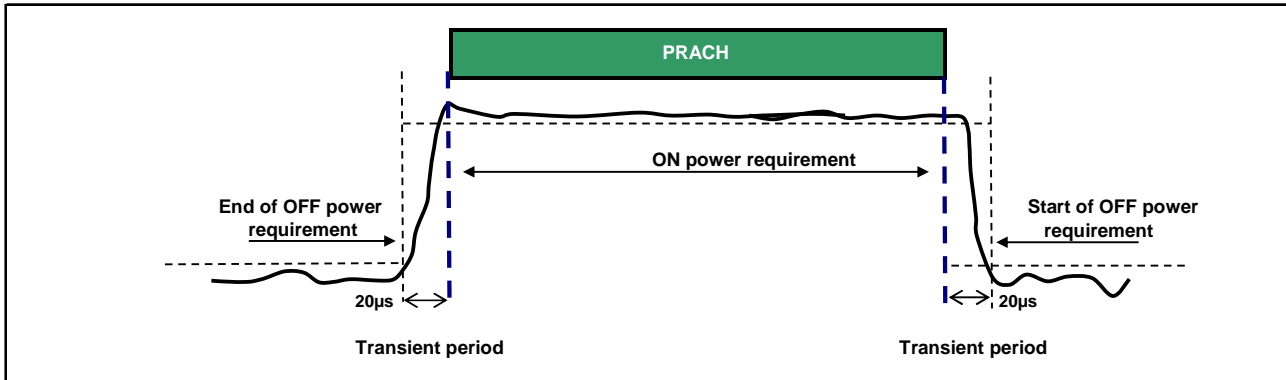 PRACH
ON power requirement
End of OFF power
requirement
Start of OFF power
requirement
20µs
20µs
Transient period
Transient period